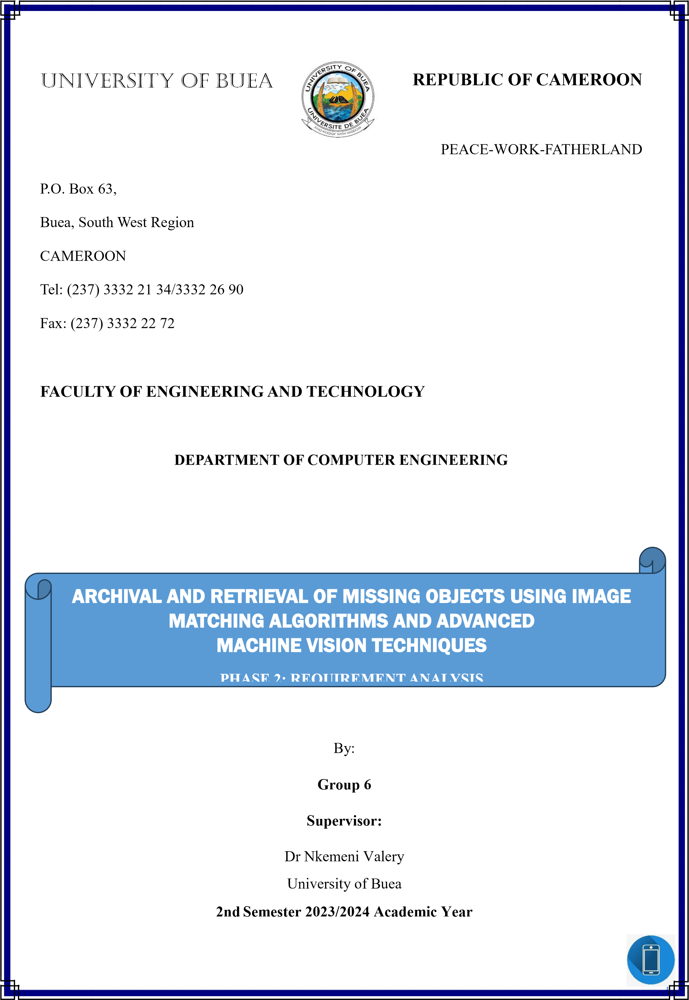 UNIVERSITY OF BUEA
UNIVERSITY OF BUEA
UB
UNIVERSITE DE BUEA
KNOWLEDGE WITH WISDOM
REPUBLIC OF CAMEROON
PEACE-WORK-FATHERLAND
P.O. Box 63,
Buea, South West Region
CAMEROON
Tel: (237) 3332 21 34/3332 26 90
Fax: (237) 3332 22 72
FACULTY OF ENGINEERING AND TECHNOLOGY
DEPARTMENT OF COMPUTER ENGINEERING
ARCHIVAL AND RETRIEVAL OF MISSING OBJECTS USING IMAGE
MATCHING ALGORITHMS AND ADVANCED
MACHINE VISION TECHNIQUES
PHASE 2: REQUIREMENT ANALYSIS
By:
Group 6
Supervisor:
Dr Nkemeni Valery
University of Buea
2nd Semester 2023/2024 Academic Year